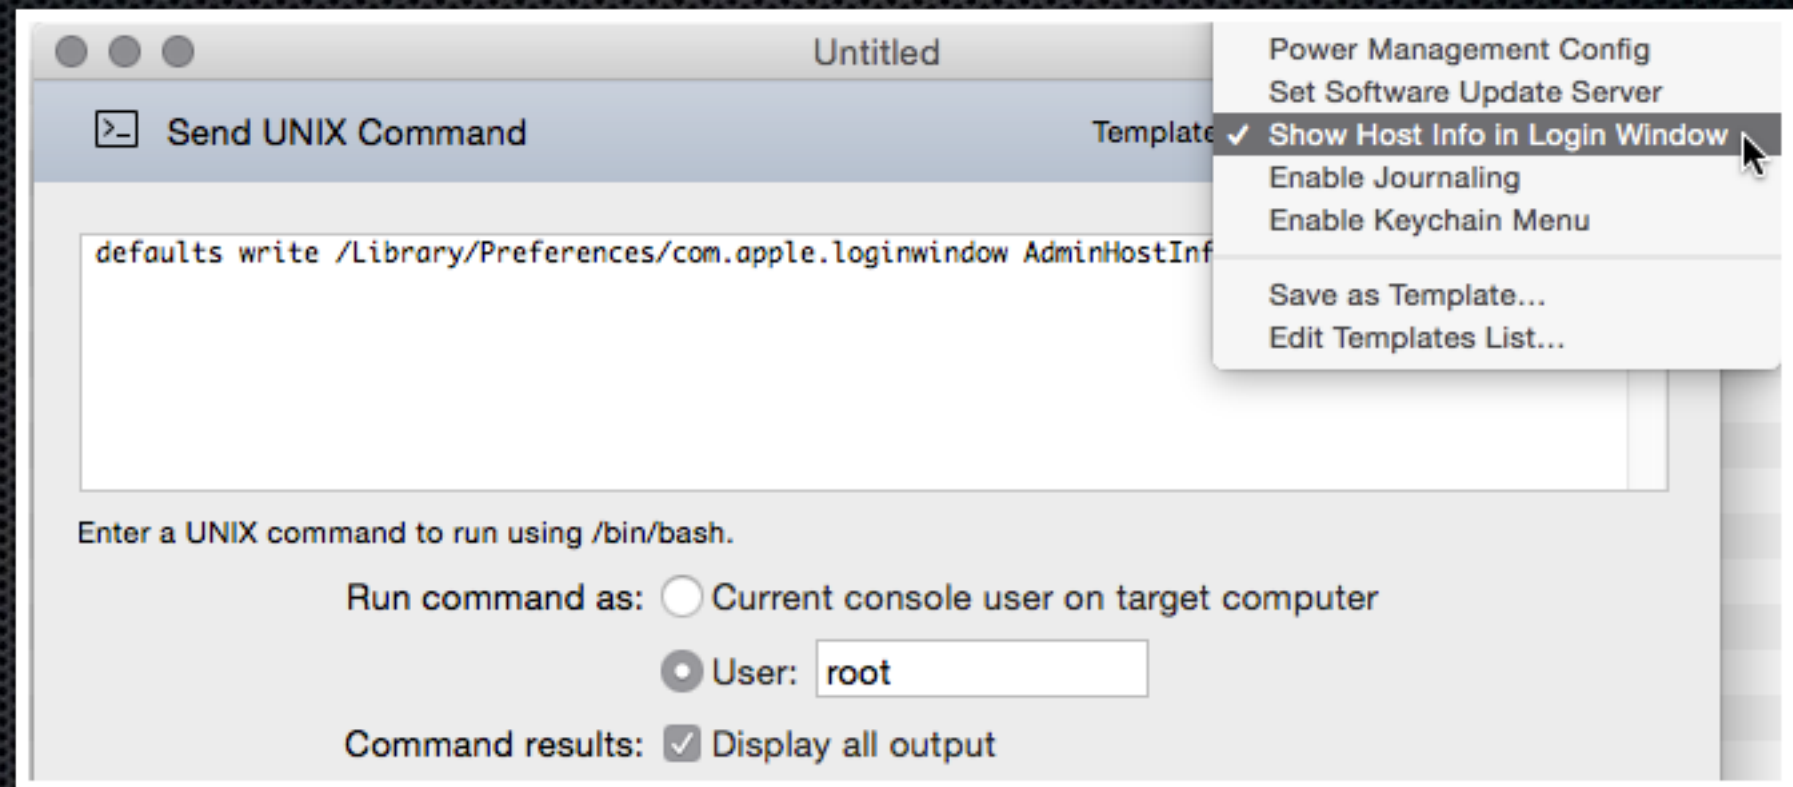 Untitled
Send UNIX Command
Template
Power Management Config
Set Software Update Server
✓ Show Host Info in Login Window
Enable Journaling
Enable Keychain Menu
Save as Template...
Edit Templates List...
defaults write /Library/Preferences/com.apple.loginwindow AdminHostInf
Enter a UNIX command to run using /bin/bash.
Run command as: Current console user on target computer
User: root
Command results: Display all output